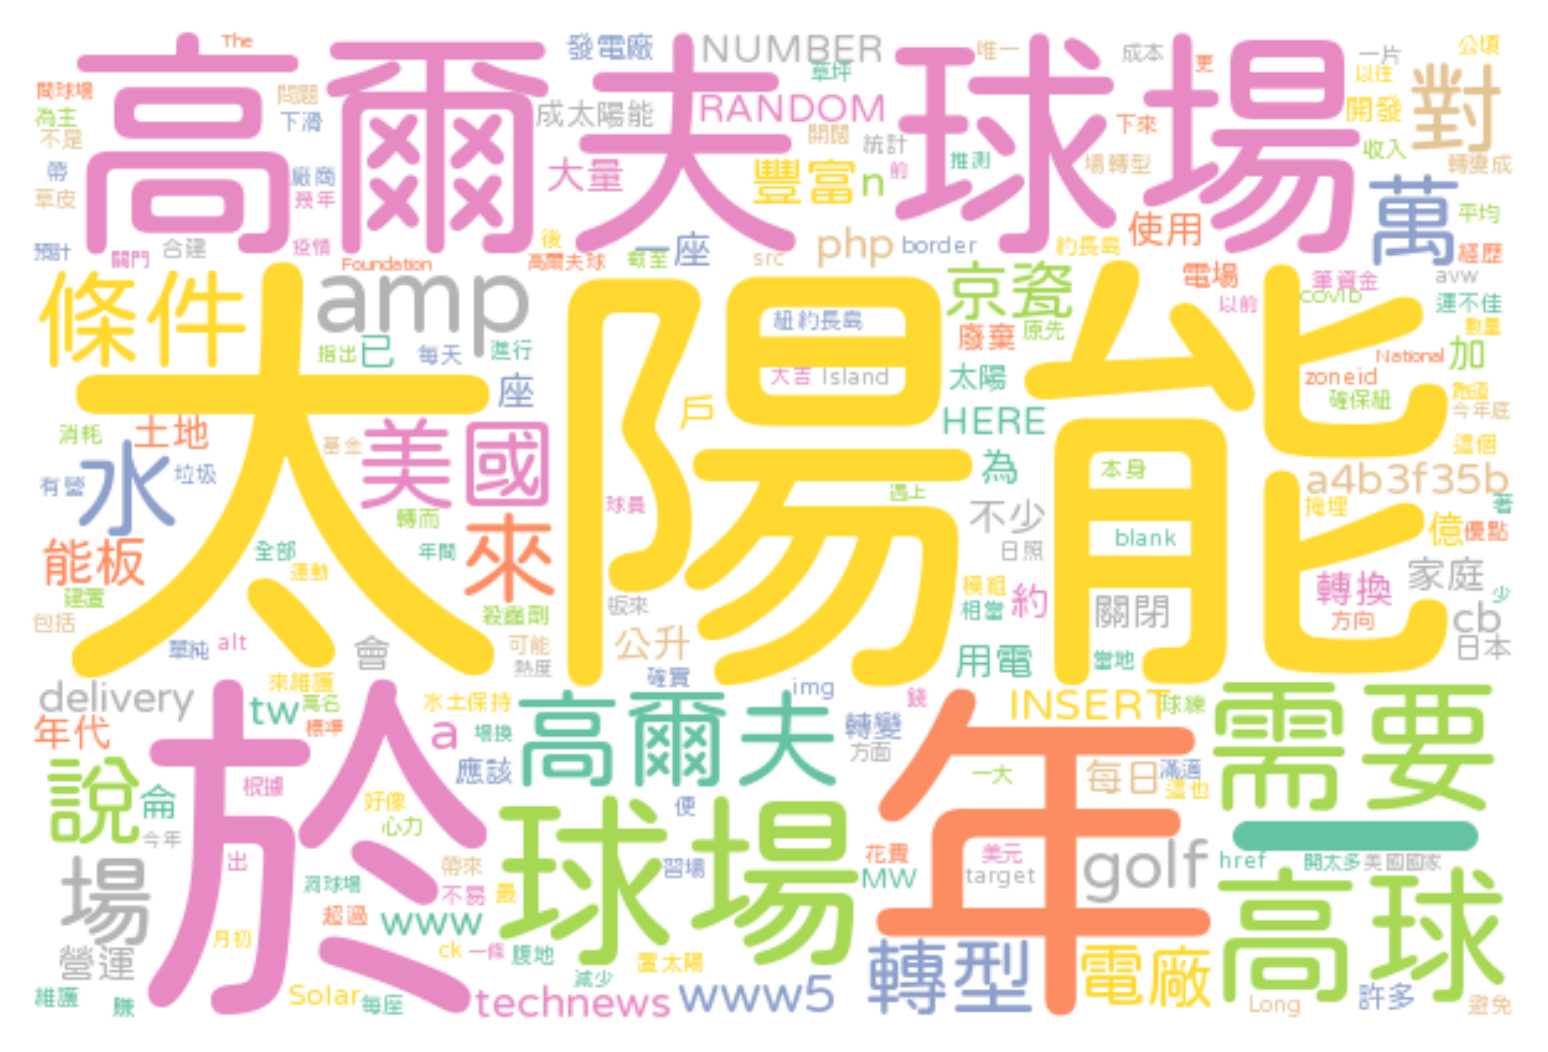 The
高爾夫球場
發電廠
NUMBER
唯一
成本
更
一片
公頃
草坪
以往
對
間球場
問題
成太陽能
RANDOM
開發
為主
下滑
開闊
下來
不是
統計
收入
帶
廠商
大量
豐富
n
前
推測
場轉型
轉變成
草皮
幾年
萬
平均
預計
關門
合建
疫情
一座
後
php
border
約長島
使用
經歷
Foundation
高爾夫球
截至
src
京瓷
電場
筆資金
avw
條件
amp
太陽能
紐約長島
原先
以前
運不佳
數量
指出
已
每天
進行
廢棄
National
加
座
大吉
Island
太陽
zoneid
跑道
確保紐
今年底
消耗
土地
基金
美國
戶
HERE
這個
水
有營
垃圾
為
本身
a4b3f35b
轉而
球員
遇上
掩埋
著
來
不少
億
優點
能板
全部
年間
日照
blank
運動
家庭
建置
模組
轉換
少
包括
殺蟲劑
板來
相當
約
關閉
方向
cb
單純
alt
會
可能
公升
用電
當地
日本
熱度
來維護
確實
delivery
tw
萬名
水土保持
img
錢
INSERT
球練
需要
年代
標準
a
場換
高爾夫
轉變
於
應該
方面
年
說
侖
根據
一大
每日
滿適
這也
好像
便
今年
心力
球場
出
帶來
習場
花費
美元
golf
href
開太多
美國國家
場
洞球場
不易
最
MW
target
高球
超過
www
月初
ck
一條
腹地
置太陽
轉型
電廠
營運
減少
維護
賺
Solar
每座
technews
www5
Long
許多
避免